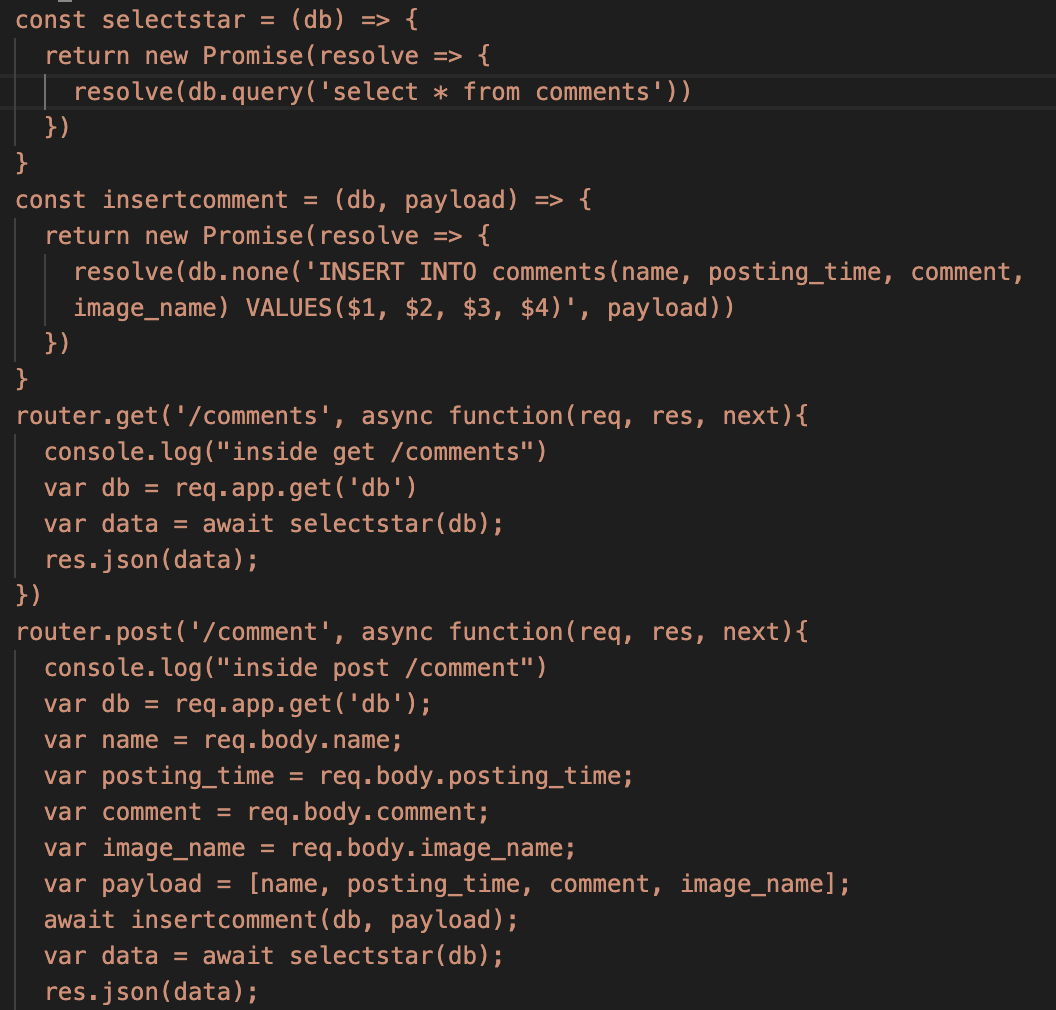 const selectstar = (db) => {
  return new Promise(resolve => {
    resolve(db.query('select * from comments'))
  })
}
const insertcomment = (db, payload) => {
  return new Promise(resolve => {
    resolve(db.none('INSERT INTO comments(name, posting_time, comment,
    image_name) VALUES($1, $2, $3, $4)', payload))
  })
}
router.get('/comments', async function(req, res, next){
  console.log("inside get /comments")
  var db = req.app.get('db')
  var data = await selectstar(db);
  res.json(data);
})
router.post('/comment', async function(req, res, next){
  console.log("inside post /comment")
  var db = req.app.get('db');
  var name = req.body.name;
  var posting_time = req.body.posting_time;
  var comment = req.body.comment;
  var image_name = req.body.image_name;
  var payload = [name, posting_time, comment, image_name];
  await insertcomment(db, payload);
  var data = await selectstar(db);
  res.json(data);